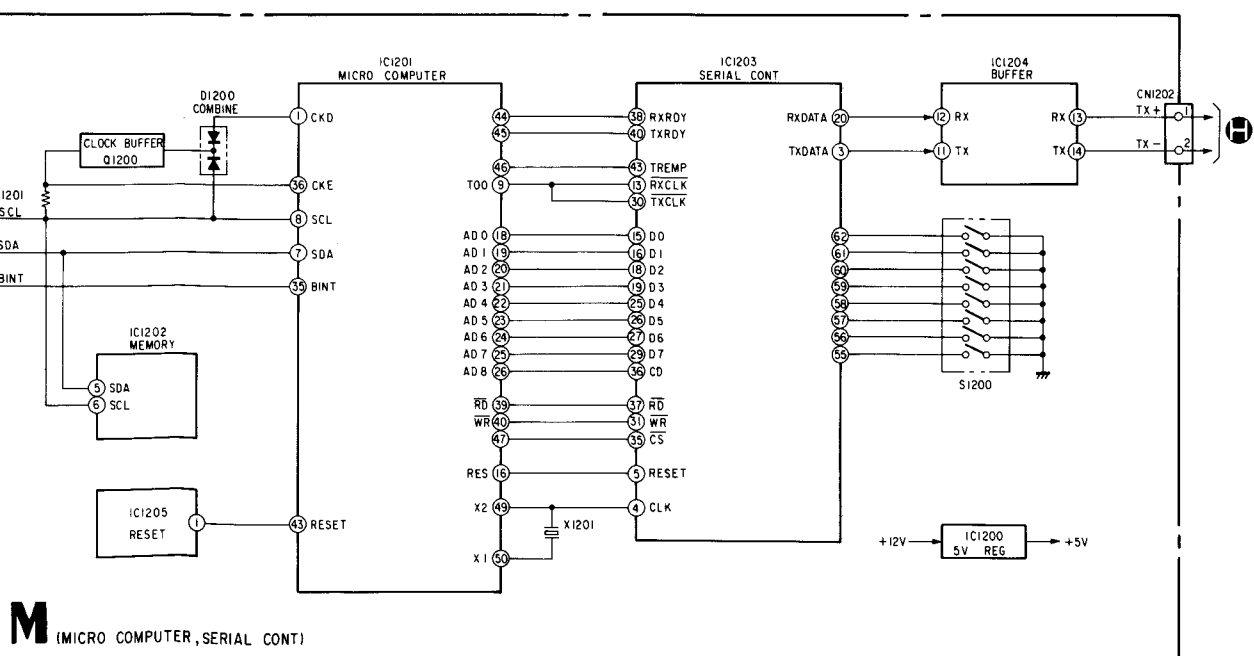 IC1201
MICRO COMPUTER
IC1203
SERIAL CONT
IC1204
BUFFER
CN1202
D1200
COMBINE
CLOCK BUFFER
Q1200
1201
SCL
SDA
BINT
1 CKD
36 CKE
8 SCL
7 SDA
35 BINT
43 RESET
44
45
46
TOO 9
AD0 18
AD1 19
AD2 20
AD3 21
AD4 22
AD5 23
AD6 24
AD7 25
AD8 26
RD 39
WR 40
47
RES 16
X2 49
X1 50
X1201
38 RXRDY
40 TXRDY
43 TREMP
13 RXCLK
30 TXCLK
15 D0
16 D1
18 D2
19 D3
25 D4
26 D5
27 D6
29 D7
36 CD
37 RD
31 WR
35 CS
5 RESET
4 CLK
RXDATA 20
TXDATA 3
62
61
60
59
58
57
56
55
S1200
12 RX
11 TX
RX 13
TX 14
TX+ 1
TX- 2
H
IC1202
MEMORY
5 SDA
6 SCL
IC1205
RESET
1
+12V
IC1200
5V REG
+5V
M (MICRO COMPUTER, SERIAL CONT)